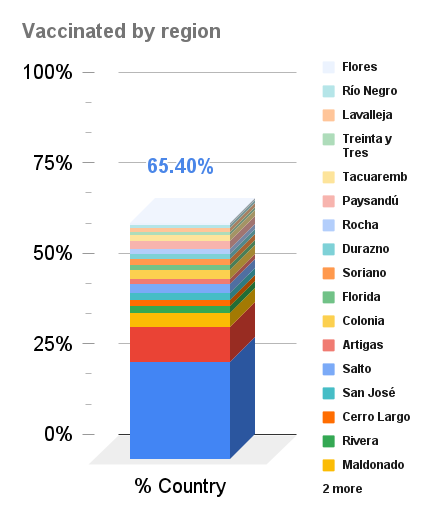 Vaccinated by region
100%
75%
50%
25%
0%
65.40%
% Country
Flores
Río Negro
Lavalleja
Treinta y
Tres
Tacuaremb
Paysandú
Rocha
Durazno
Soriano
Florida
Colonia
Artigas
Salto
San José
Cerro Largo
Rivera
Maldonado
2 more